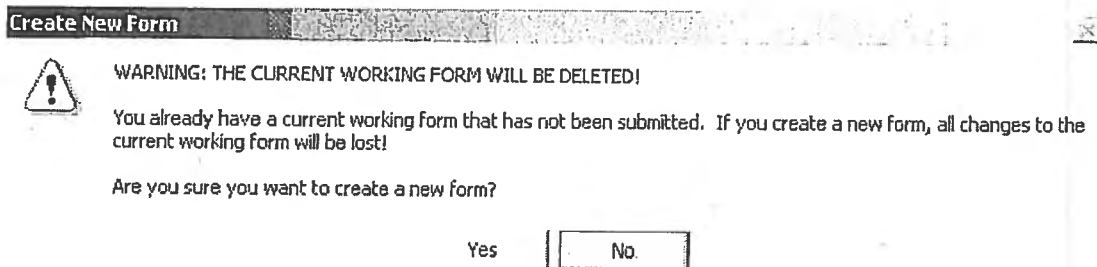 Create New Form
WARNING: THE CURRENT WORKING FORM WILL BE DELETED!
You already have a current working form that has not been submitted. If you create a new form, all changes to the
current working form will be lost!
Are you sure you want to create a new form?
Yes No